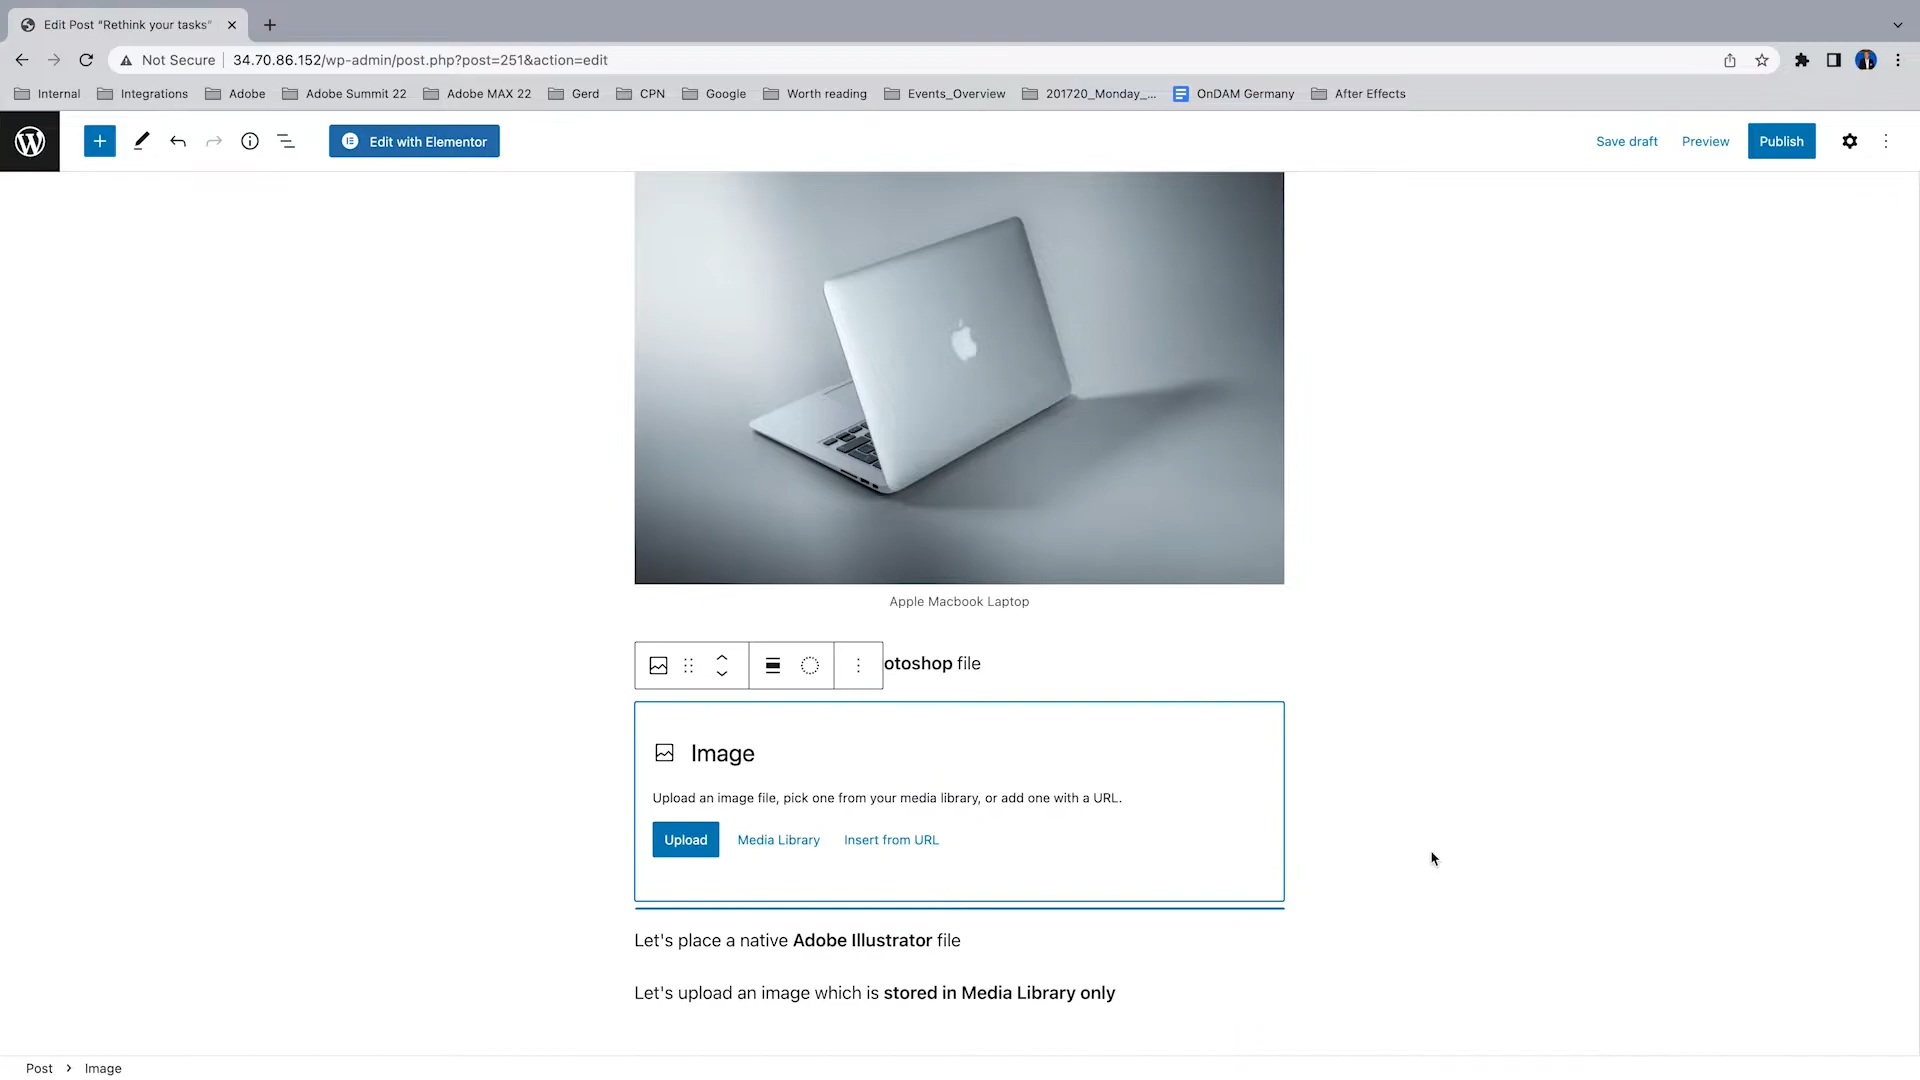 Edit Post “Rethink your tasks”
Not Secure 34.70.86.152/wp-admin/post.php?post=251&action=edit
Internal Integrations Adobe Adobe Summit 22 Adobe MAX 22 Gerd CPN Google Worth reading Events_Overview 201720_Monday_... OnDAM Germany After Effects
Edit with Elementor Save draft Preview Publish
Apple Macbook Laptop
otoshop file
Image
Upload an image file, pick one from your media library, or add one with a URL.
Upload Media Library Insert from URL
Let's place a native Adobe Illustrator file
Let's upload an image which is stored in Media Library only
Post › Image